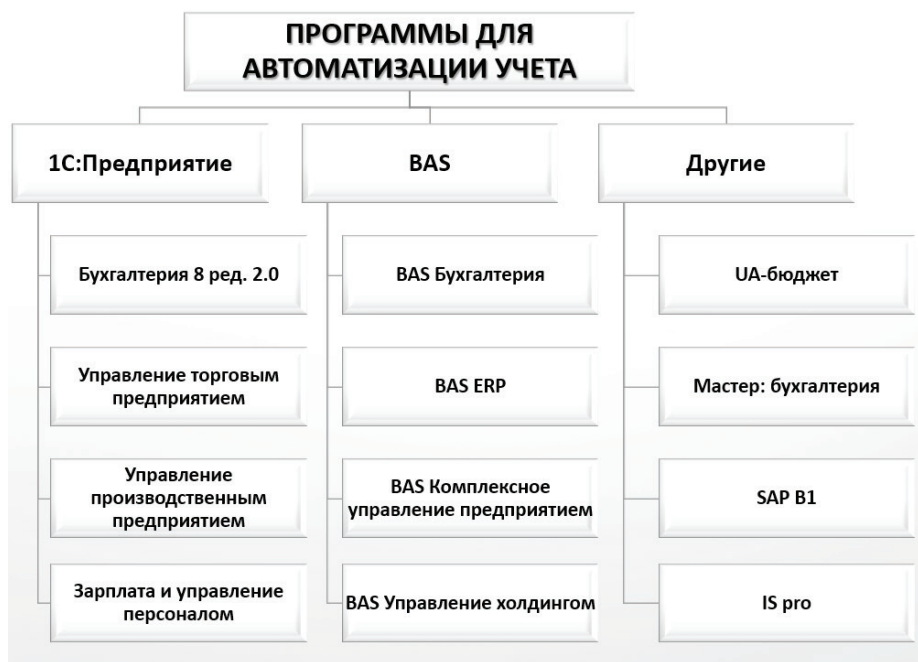 ПРОГРАММЫ ДЛЯ
АВТОМАТИЗАЦИИ УЧЕТА
1С:Предприятие
BAS
Другие
Бухгалтерия 8 ред. 2.0
Управление торговым
предприятием
Управление
производственным
предприятием
Зарплата и управление
персоналом
BAS Бухгалтерия
BAS ERP
BAS Комплексное
управление предприятием
BAS Управление холдингом
UA-бюджет
Мастер: бухгалтерия
SAP B1
IS pro